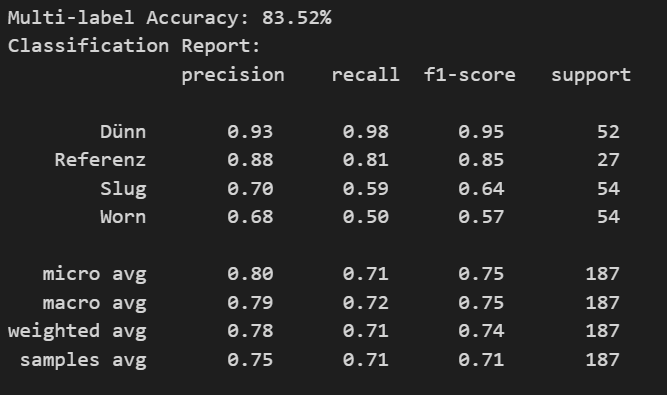 Multi-label Accuracy: 83.52%
Classification Report:
precision recall f1-score support
Dünn 0.93 0.98 0.95 52
Referenz 0.88 0.81 0.85 27
Slug 0.70 0.59 0.64 54
Worn 0.68 0.50 0.57 54
micro avg 0.80 0.71 0.75 187
macro avg 0.79 0.72 0.75 187
weighted avg 0.78 0.71 0.74 187
samples avg 0.75 0.71 0.71 187